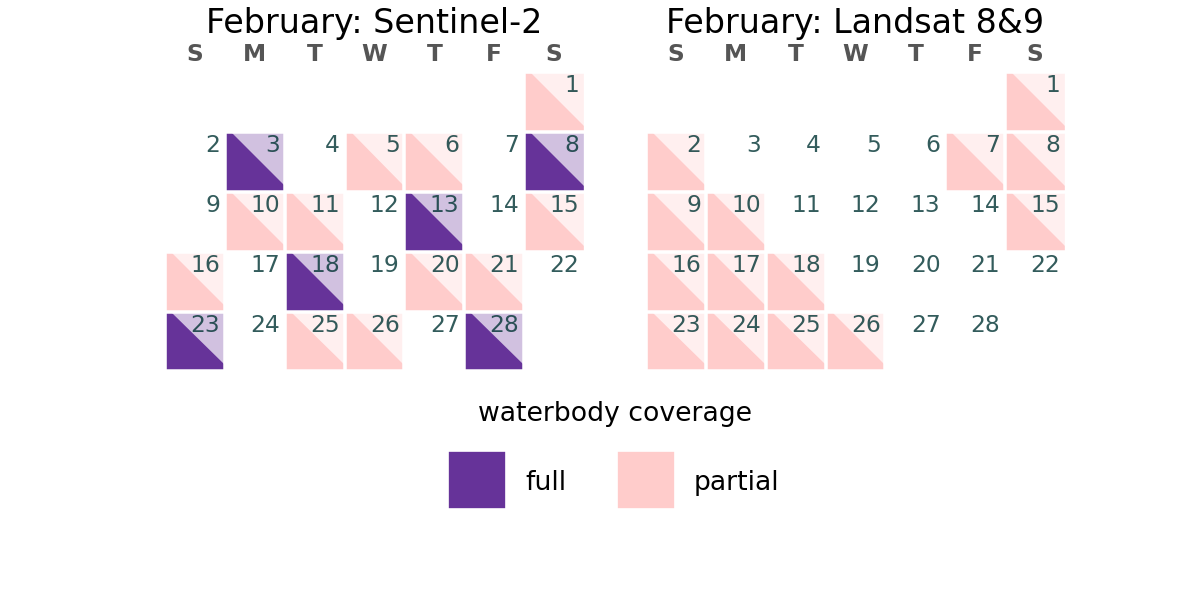 February: Sentinel-2
S M T W T F S
1
2 3 4 5 6 7 8
9 10 11 12 13 14 15
16 17 18 19 20 21 22
23 24 25 26 27 28
February: Landsat 8&9
S M T W T F S
1
2 3 4 5 6 7 8
9 10 11 12 13 14 15
16 17 18 19 20 21 22
23 24 25 26 27 28
waterbody coverage
full
partial